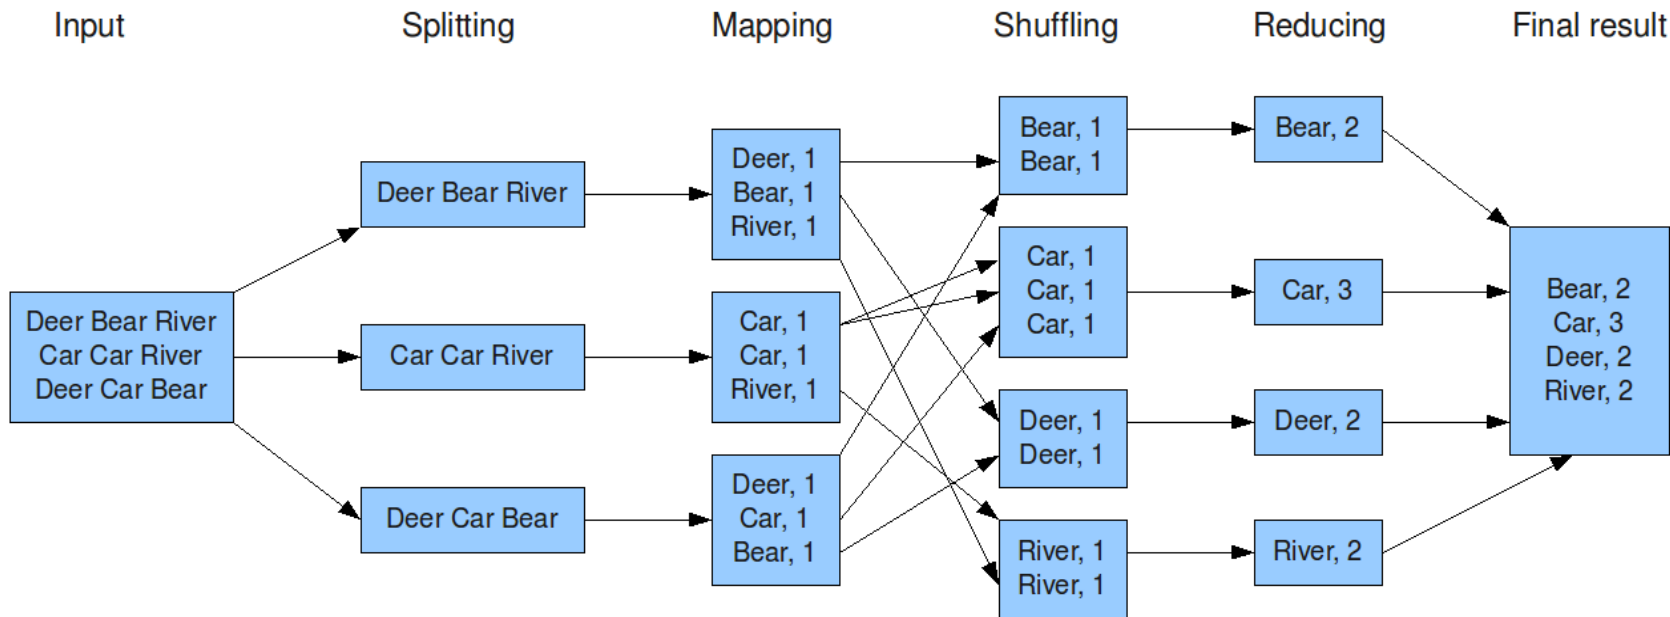 Input
Splitting
Mapping
Shuffling
Reducing
Final result
Deer Bear River
Car Car River
Deer Car Bear
Deer Bear River
Car Car River
Deer Car Bear
Deer, 1
Bear, 1
River, 1
Car, 1
Car, 1
River, 1
Deer, 1
Car, 1
Bear, 1
Bear, 1
Bear, 1
Car, 1
Car, 1
Car, 1
Deer, 1
Deer, 1
River, 1
River, 1
Bear, 2
Car, 3
Deer, 2
River, 2
Bear, 2
Car, 3
Deer, 2
River, 2